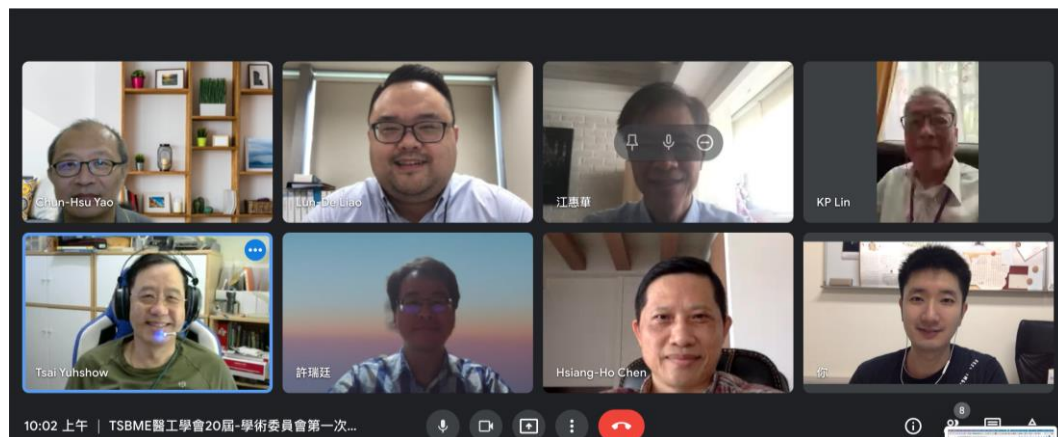 Chun-Hsu Yao
Lun-De Liao
江惠華
KP Lin
Tsai Yuhshow
許瑞廷
Hsiang-Ho Chen
你
10:02 上午 | TSBME醫工學會20屆-學術委員會第一次...
8